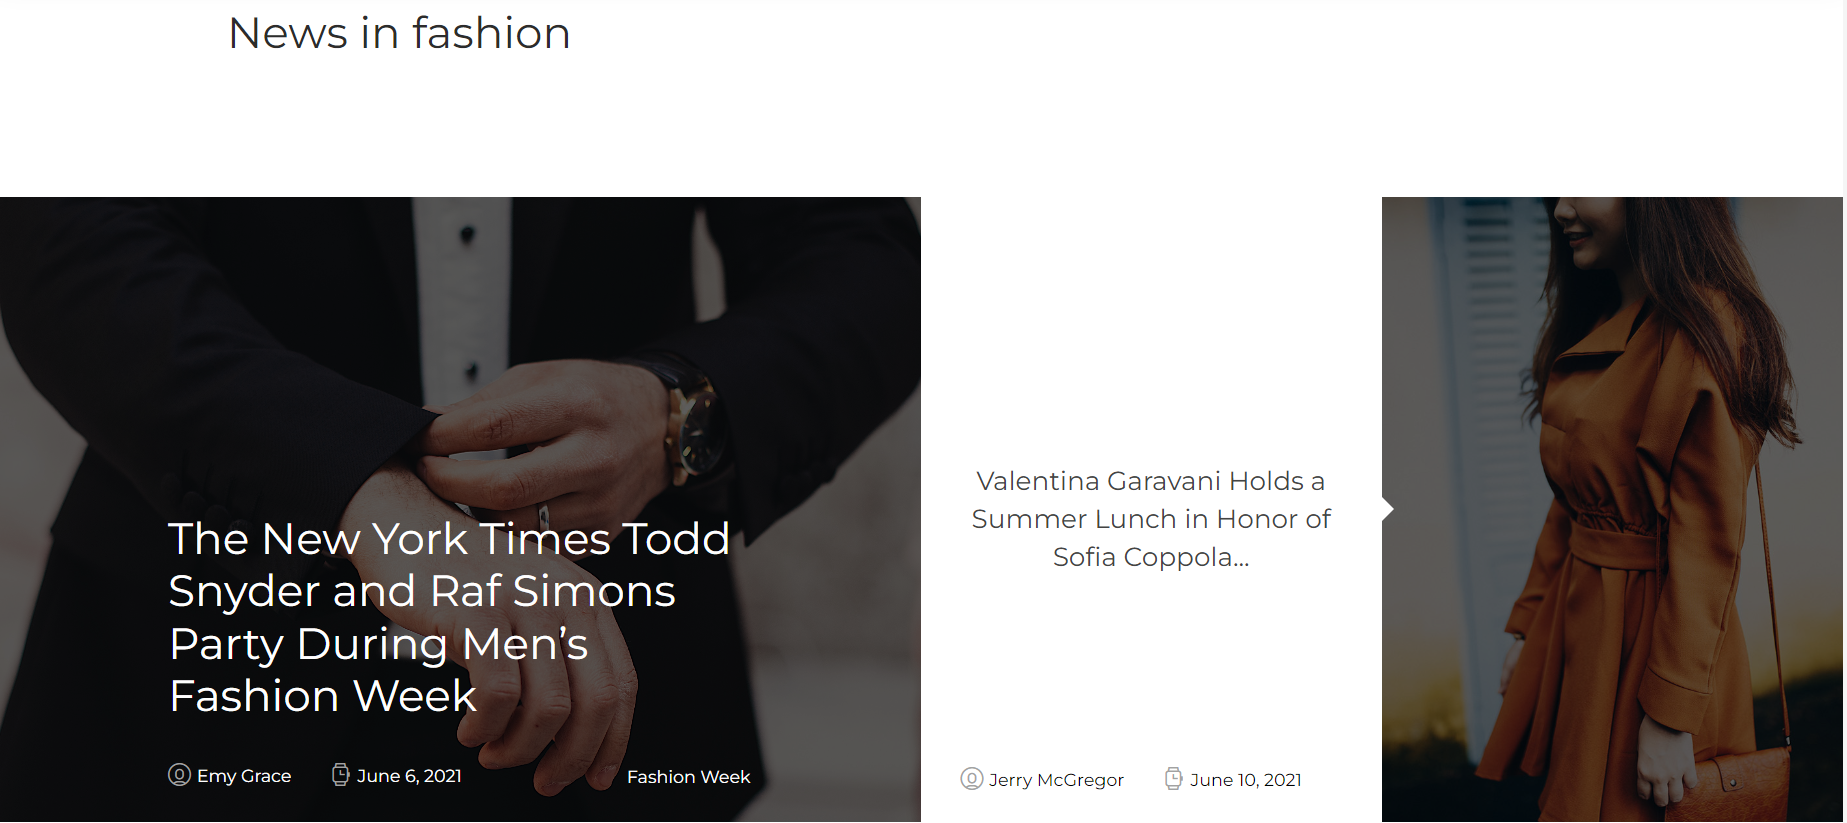 News in fashion
The New York Times Todd
Snyder and Raf Simons
Party During Men’s
Fashion Week
Emy Grace
June 6, 2021
Fashion Week
Valentina Garavani Holds a
Summer Lunch in Honor of
Sofia Coppola...
Jerry McGregor
June 10, 2021